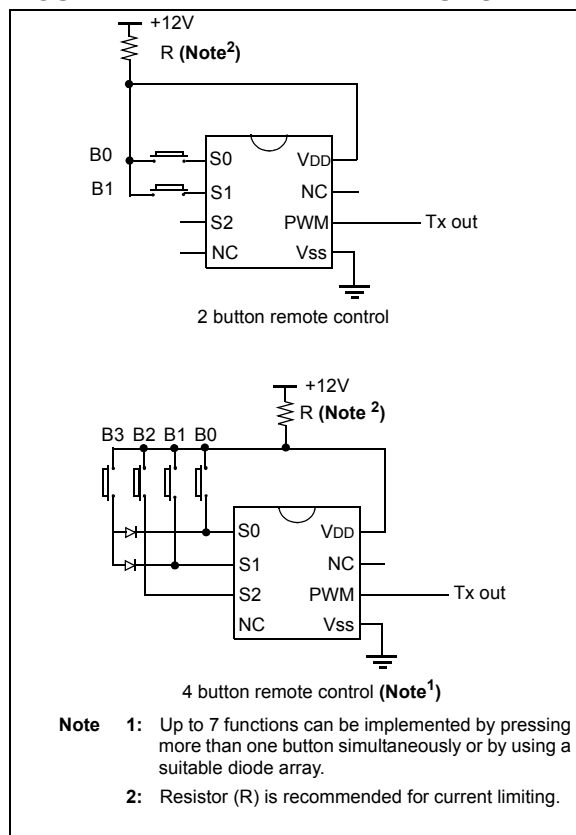 +12V
R (Note2)
B0
B1
S0
S1
S2
NC
VDD
NC
PWM
Vss
Tx out
2 button remote control
+12V
R (Note 2)
B3 B2 B1 B0
S0
S1
S2
NC
VDD
NC
PWM
Vss
Tx out
4 button remote control (Note1)
Note 1: Up to 7 functions can be implemented by pressing
more than one button simultaneously or by using a
suitable diode array.
2: Resistor (R) is recommended for current limiting.